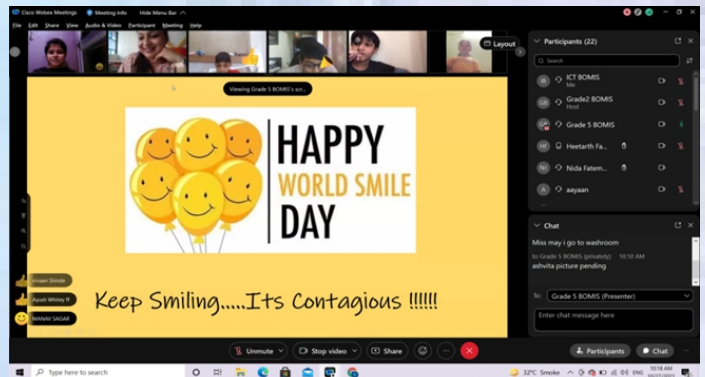 Cisco Webex Meetings Meeting Info Hide Menu Bar
File Edit Share View Audio & Video Participant Meeting Help
Layout
Viewing Grade 5 BOMIS's scr...
HAPPY
WORLD SMILE
DAY
Keep Smiling.....Its Contagious !!!!!!
Ayush Whitey ff
MANAV SAGAR
Participants (22)
Search
ICT BOMIS
Me
Grade2 BOMIS
Host
Grade 5 BOMIS
Heetarth Fa...
Nida Fatem...
aayaan
Chat
Miss may i go to washroom
to Grade 5 BOMIS (privately): 10:10 AM
ashvita picture pending
To: Grade 5 BOMIS (Presenter)
Enter chat message here
Unmute Stop video Share
Participants Chat
Type here to search
32°C Smoke ENG 10:18 AM